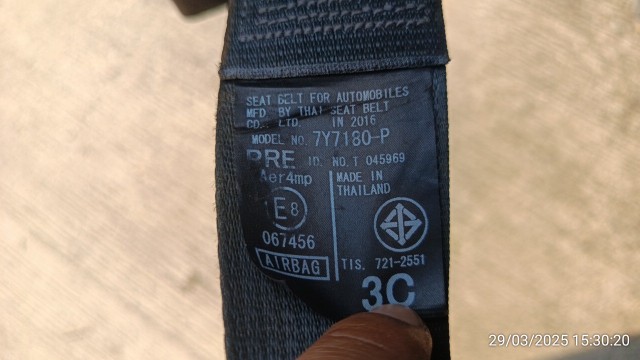 SEAT BELT FOR AUTOMOBILES
MFD. BY THAI SEAT BELT
CO., LTD. IN 2016
MODEL NO. 7Y7180-P
PRE ID. NO. T 045969
Aer4mp
MADE IN
THAILAND
E8
067456
AIRBAG
TIS. 721-2551
3C
29/03/2025 15:30:20